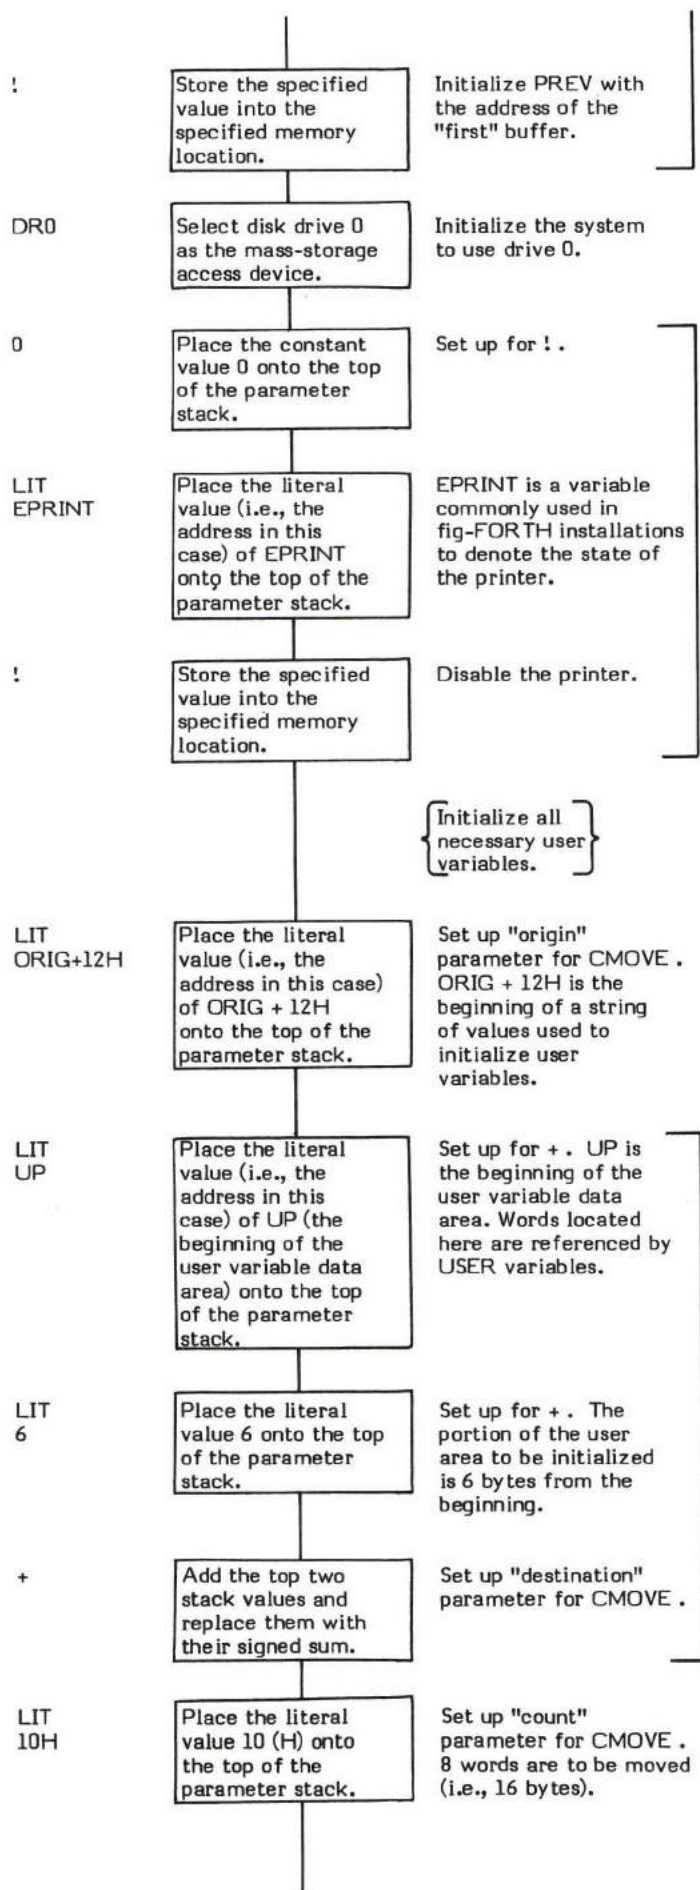 !
Store the specified
value into the
specified memory
location.
Initialize PREV with
the address of the
"first" buffer.
DR0
Select disk drive 0
as the mass-storage
access device.
Initialize the system
to use drive 0.
0
Place the constant
value 0 onto the top
of the parameter
stack.
Set up for ! .
LIT
EPRINT
Place the literal
value (i.e., the
address in this
case) of EPRINT
onto the top of the
parameter stack.
EPRINT is a variable
commonly used in
fig-FORTH installations
to denote the state of
the printer.
!
Store the specified
value into the
specified memory
location.
Disable the printer.
Initialize all
necessary user
variables.
LIT
ORIG+12H
Place the literal
value (i.e., the
address in this case)
of ORIG + 12H
onto the top of the
parameter stack.
Set up "origin"
parameter for CMOVE .
ORIG + 12H is the
beginning of a string
of values used to
initialize user
variables.
LIT
UP
Place the literal
value (i.e., the
address in this
case) of UP (the
beginning of the
user variable data
area) onto the top
of the parameter
stack.
Set up for + . UP is
the beginning of the
user variable data
area. Words located
here are referenced by
USER variables.
LIT
6
Place the literal
value 6 onto the top
of the parameter
stack.
Set up for + . The
portion of the user
area to be initialized
is 6 bytes from the
beginning.
+
Add the top two
stack values and
replace them with
their signed sum.
Set up "destination"
parameter for CMOVE .
LIT
10H
Place the literal
value 10 (H) onto
the top of the
parameter stack.
Set up "count"
parameter for CMOVE .
8 words are to be moved
(i.e., 16 bytes).